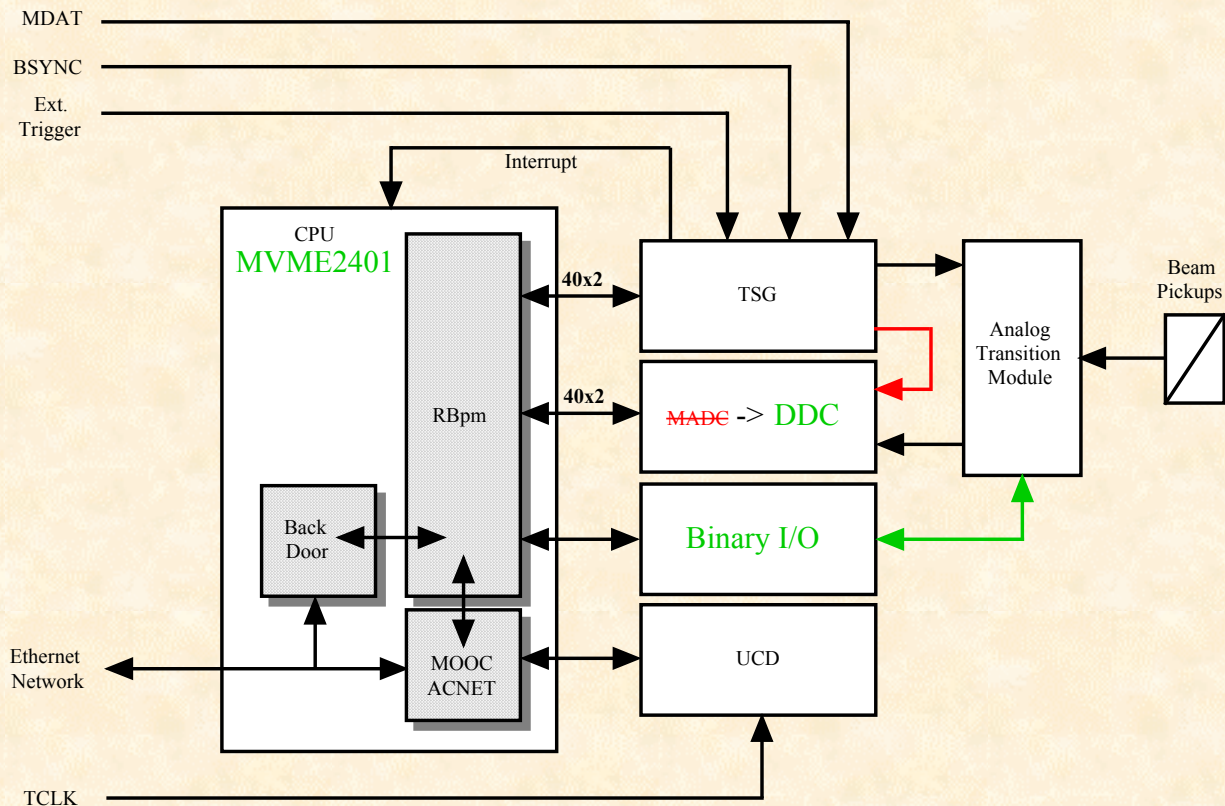 MDAT
BSYNC
Ext.
Trigger
Interrupt
CPU
MVME2401
RBpm
40x2
TSG
Beam
Pickups
Analog
Transition
Module
40x2
MADC -> DDC
Back
Door
Binary I/O
Ethernet
Network
MOOC
ACNET
UCD
TCLK